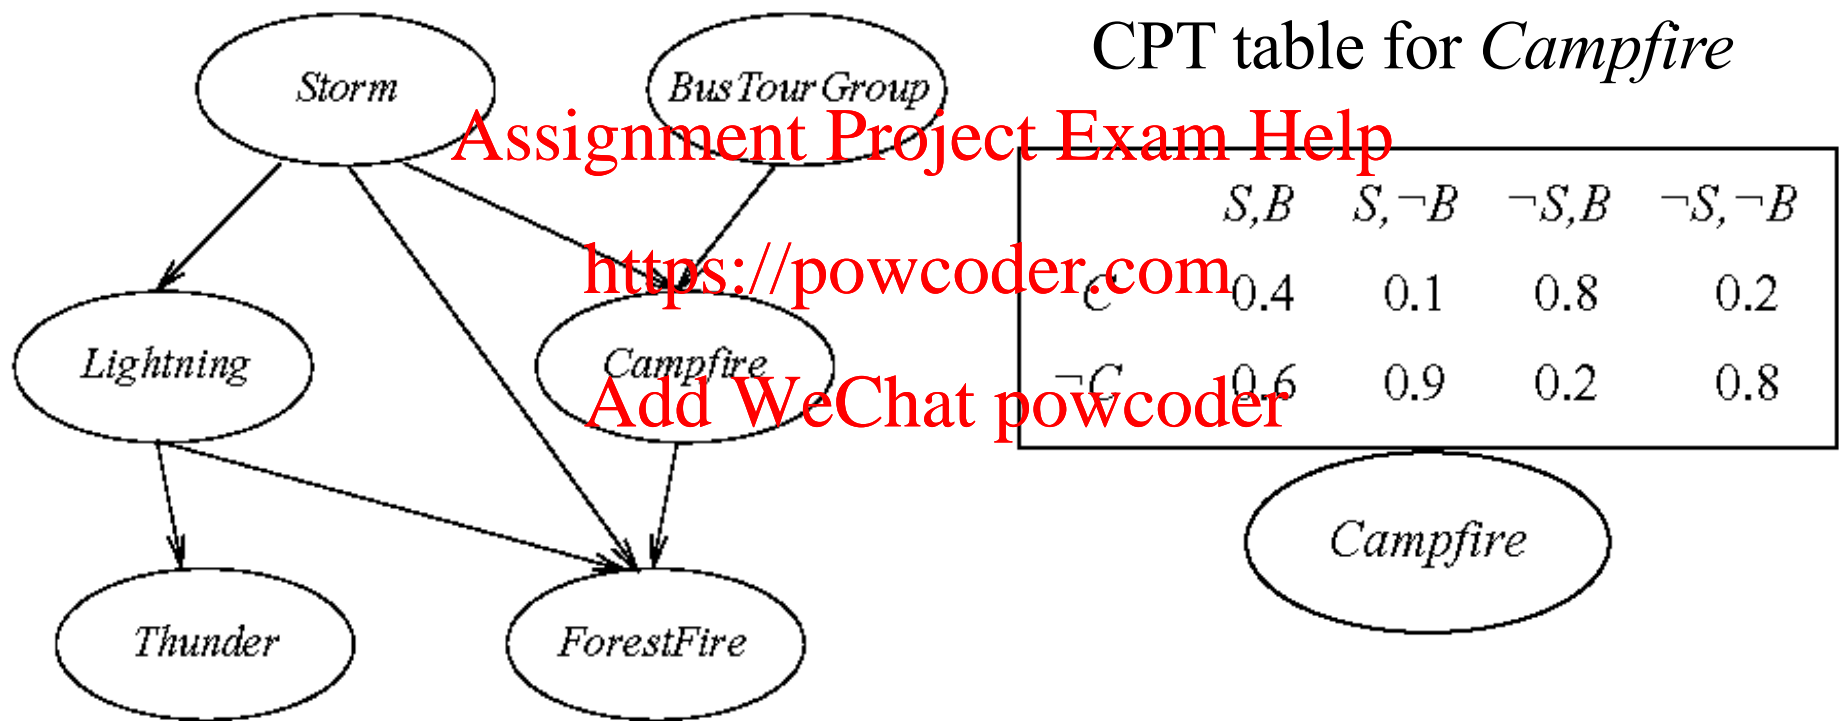 CPT table for Campfire
Storm
BusTourGroup
Assignment Project Exam Help
S,B S,¬B ¬S,B ¬S,¬B
https://powcoder.com
C 0.4 0.1 0.8 0.2
Lightning
Campfire
Add WeChat powcoder
¬C 0.6 0.9 0.2 0.8
Campfire
Thunder
ForestFire